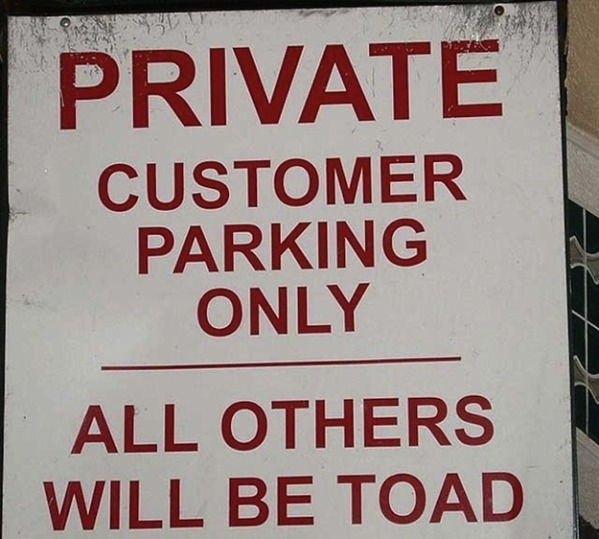 PRIVATE
CUSTOMER
PARKING
ONLY
ALL OTHERS
WILL BE TOAD